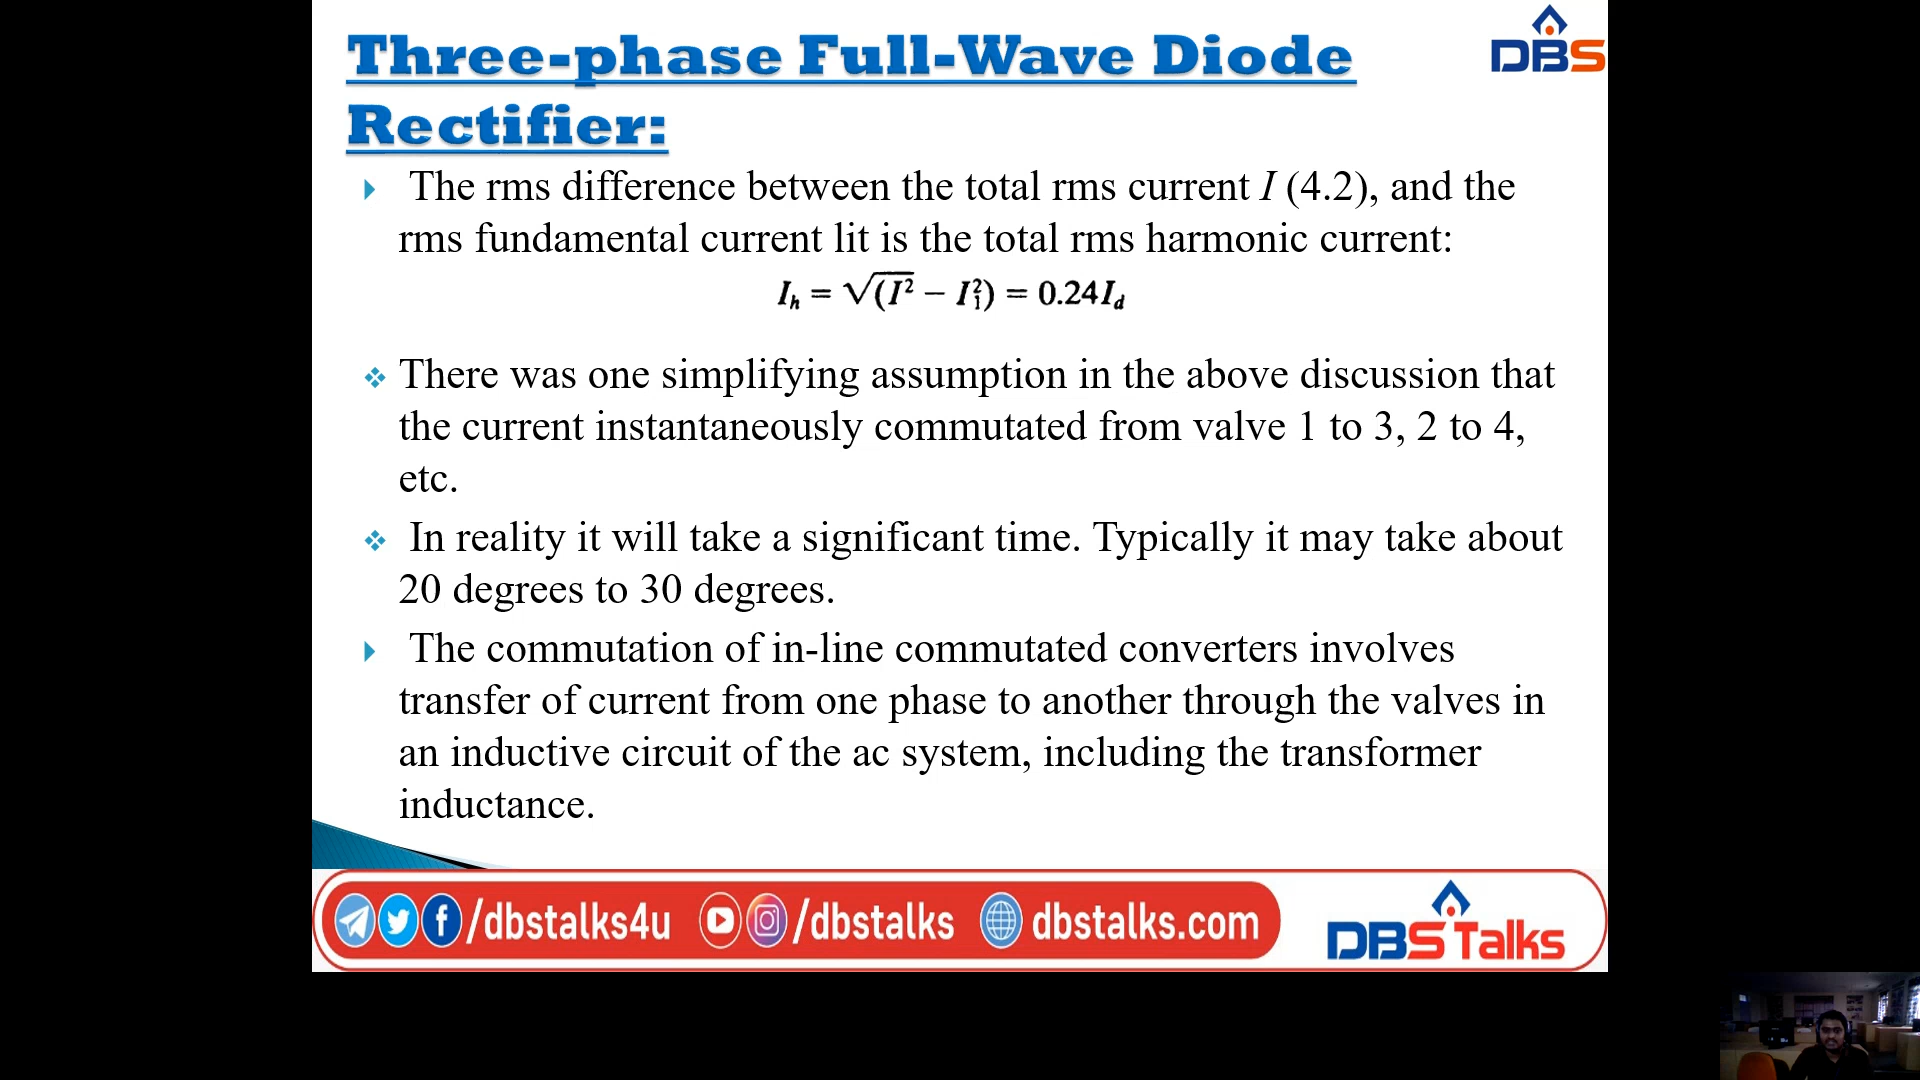 Three-phase Full-Wave Diode
Rectifier:
DBS
The rms difference between the total rms current I (4.2), and the
rms fundamental current lit is the total rms harmonic current:
Iₕ = √(I² − I₁²) = 0.24I_d
There was one simplifying assumption in the above discussion that
the current instantaneously commutated from valve 1 to 3, 2 to 4,
etc.
In reality it will take a significant time. Typically it may take about
20 degrees to 30 degrees.
The commutation of in-line commutated converters involves
transfer of current from one phase to another through the valves in
an inductive circuit of the ac system, including the transformer
inductance.
/dbstalks4u /dbstalks dbstalks.com
DBS Talks